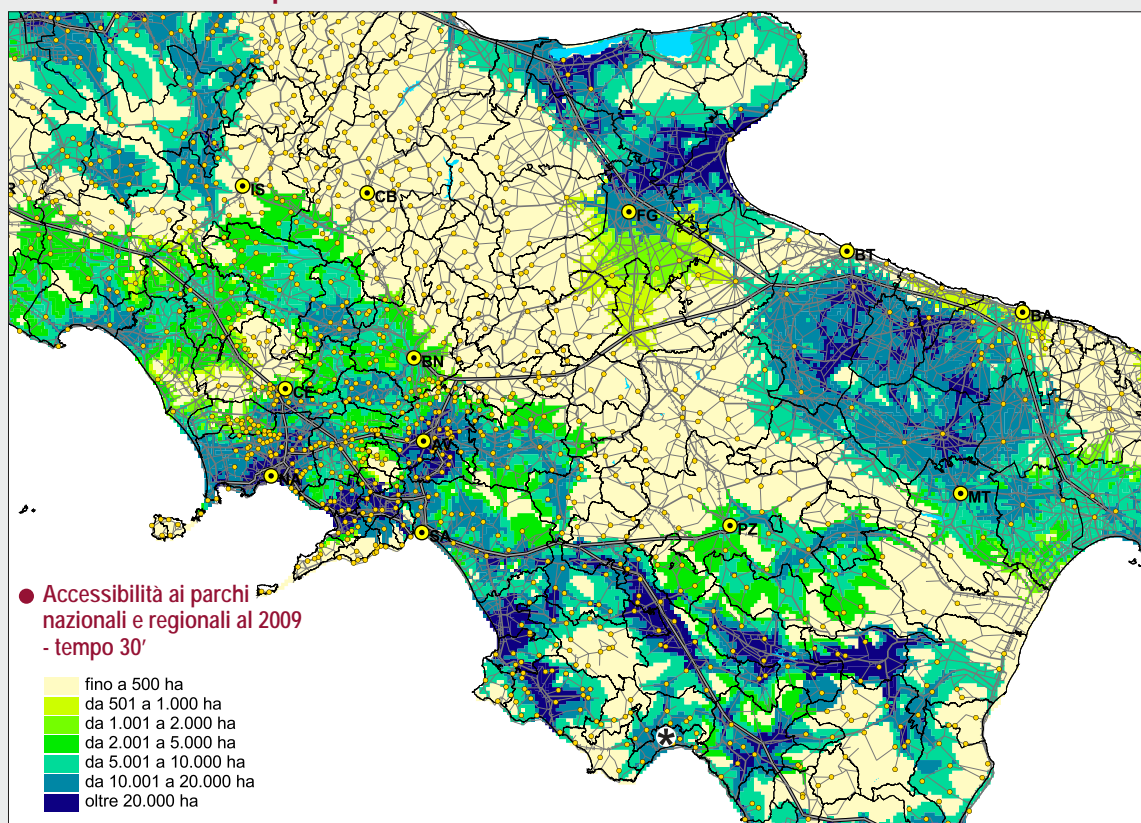 IS
CB
FG
BT
BA
BN
CE
AV
NA
MT
PZ
SA
Accessibilità ai parchi
nazionali e regionali al 2009
- tempo 30'
fino a 500 ha
da 501 a 1.000 ha
da 1.001 a 2.000 ha
da 2.001 a 5.000 ha
da 5.001 a 10.000 ha
da 10.001 a 20.000 ha
oltre 20.000 ha